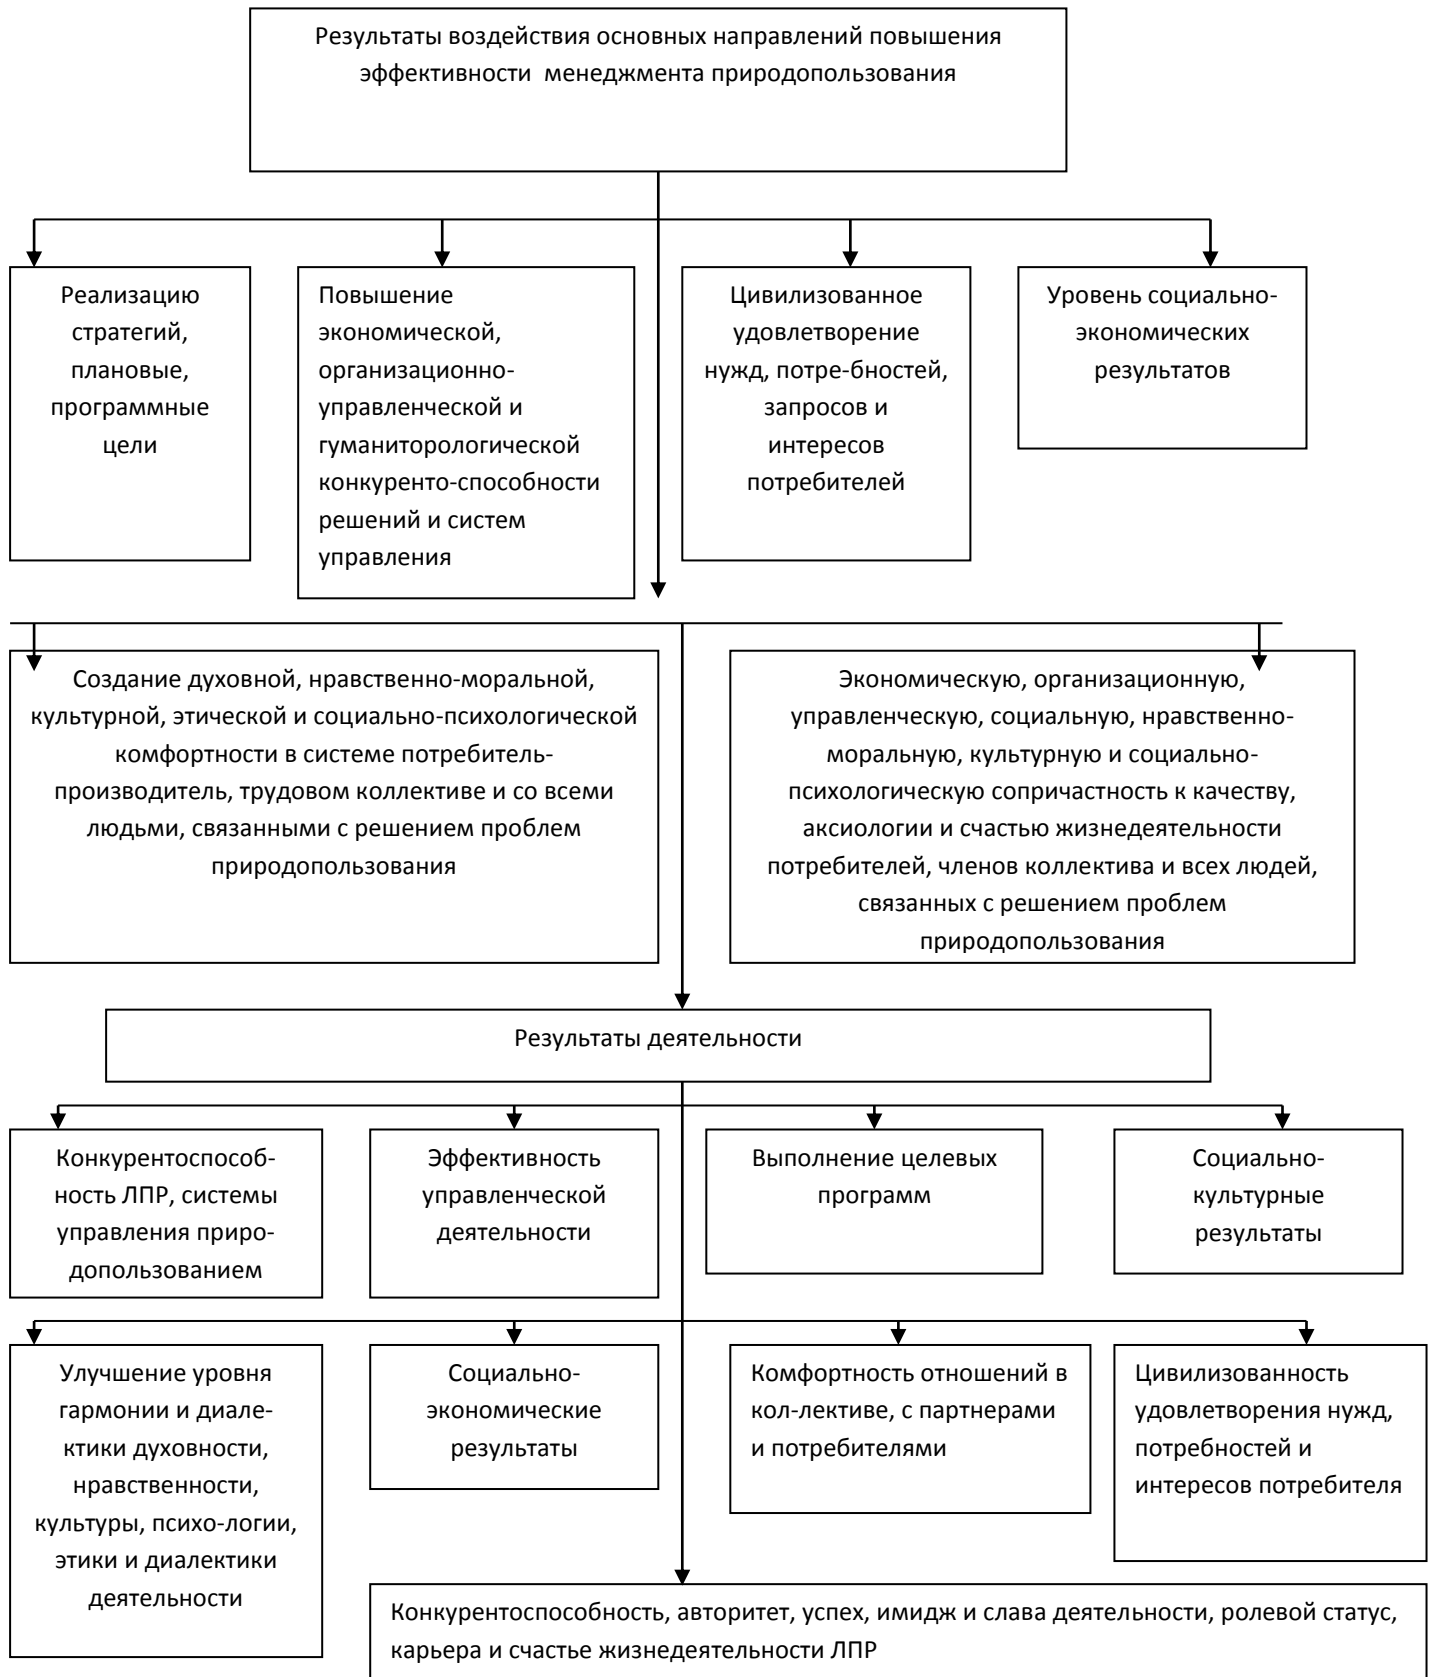 Результаты воздействия основных направлений повышения
эффективности менеджмента природопользования
Реализацию
стратегий,
плановые,
программные
цели
Повышение
экономической,
организационно-
управленческой и
гуманиторологической
конкуренто-способности
решений и систем
управления
Цивилизованное
удовлетворение
нужд, потре-бностей,
запросов и
интересов
потребителей
Уровень социально-
экономических
результатов
Создание духовной, нравственно-моральной,
культурной, этической и социально-психологической
комфортности в системе потребитель-
производитель, трудовом коллективе и со всеми
людьми, связанными с решением проблем
природопользования
Экономическую, организационную,
управленческую, социальную, нравственно-
моральную, культурную и социально-
психологическую сопричастность к качеству,
аксиологии и счастью жизнедеятельности
потребителей, членов коллектива и всех людей,
связанных с решением проблем
природопользования
Результаты деятельности
Конкурентоспособ-
ность ЛПР, системы
управления приро-
допользованием
Эффективность
управленческой
деятельности
Выполнение целевых
программ
Социально-
культурные
результаты
Улучшение уровня
гармонии и диале-
ктики духовности,
нравственности,
культуры, психо-логии,
этики и диалектики
деятельности
Социально-
экономические
результаты
Комфортность отношений в
кол-лективе, с партнерами
и потребителями
Цивилизованность
удовлетворения нужд,
потребностей и
интересов потребителя
Конкурентоспособность, авторитет, успех, имидж и слава деятельности, ролевой статус,
карьера и счастье жизнедеятельности ЛПР